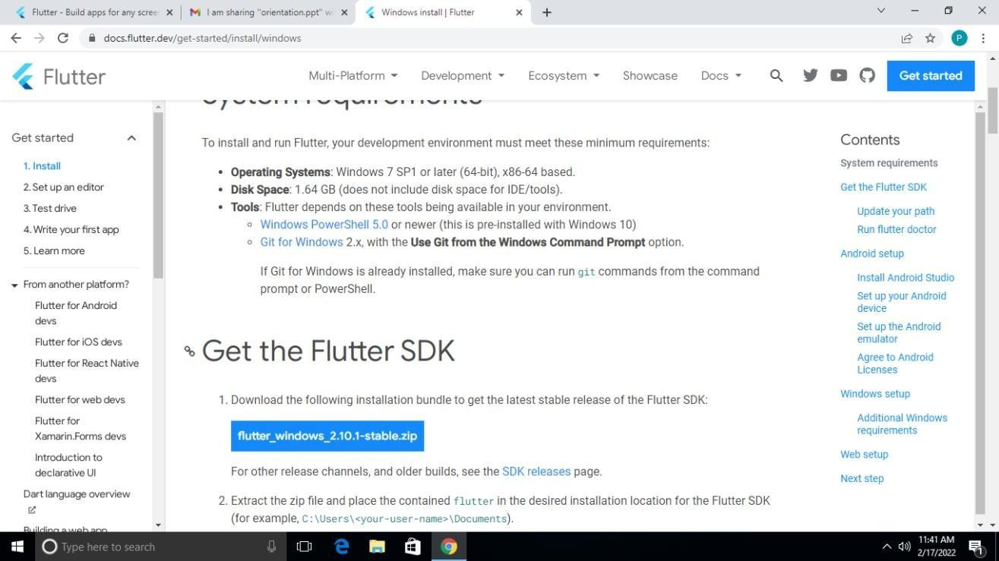 Flutter - Build apps for any scree
I am sharing "orientation.ppt" wi
Windows install | Flutter
docs.flutter.dev/get-started/install/windows
P
Flutter
Multi-Platform
Development
Ecosystem
Showcase
Docs
Get started
System requirements
Get started
1. Install
2. Set up an editor
3. Test drive
4. Write your first app
5. Learn more
From another platform?
Flutter for Android
devs
Flutter for iOS devs
Flutter for React Native
devs
Flutter for web devs
Flutter for
Xamarin.Forms devs
Introduction to
declarative UI
Dart language overview
Building a web app
To install and run Flutter, your development environment must meet these minimum requirements:
• Operating Systems: Windows 7 SP1 or later (64-bit), x86-64 based.
• Disk Space: 1.64 GB (does not include disk space for IDE/tools).
• Tools: Flutter depends on these tools being available in your environment.
◦ Windows PowerShell 5.0 or newer (this is pre-installed with Windows 10)
◦ Git for Windows 2.x, with the Use Git from the Windows Command Prompt option.
If Git for Windows is already installed, make sure you can run git commands from the command
prompt or PowerShell.
Get the Flutter SDK
1. Download the following installation bundle to get the latest stable release of the Flutter SDK:
flutter_windows_2.10.1-stable.zip
For other release channels, and older builds, see the SDK releases page.
2. Extract the zip file and place the contained flutter in the desired installation location for the Flutter SDK
(for example, C:\Users\<your-user-name>\Documents).
Contents
System requirements
Get the Flutter SDK
Update your path
Run flutter doctor
Android setup
Install Android Studio
Set up your Android
device
Set up the Android
emulator
Agree to Android
Licenses
Windows setup
Additional Windows
requirements
Web setup
Next step
Type here to search
11:41 AM
2/17/2022
1